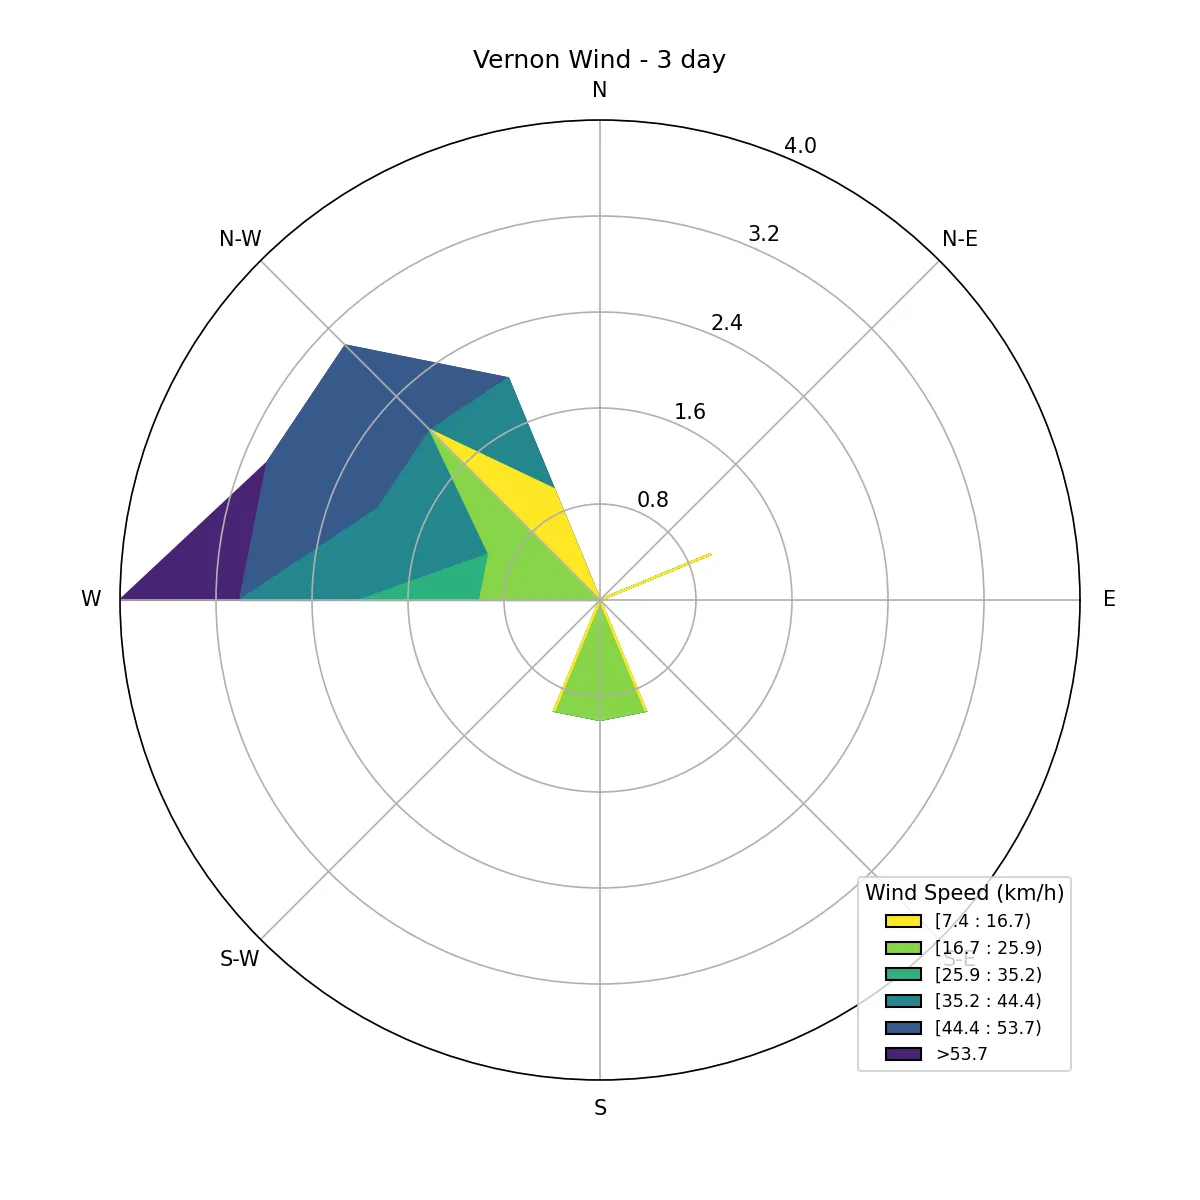 Vernon Wind - 3 day
N
4.0
N-W
3.2
N-E
2.4
1.6
0.8
W
E
S-W
S-E
S
Wind Speed (km/h)
[7.4 : 16.7)
[16.7 : 25.9)
[25.9 : 35.2)
[35.2 : 44.4)
[44.4 : 53.7)
>53.7